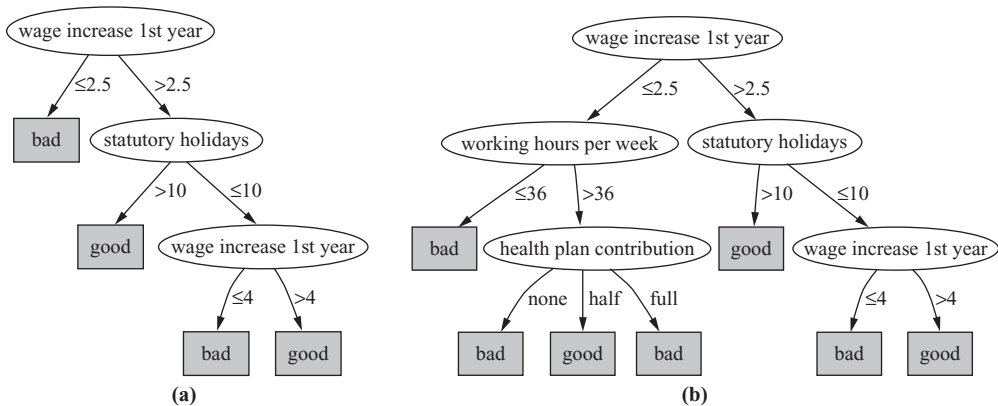 wage increase 1st year
≤2.5
>2.5
bad
statutory holidays
>10
≤10
good
wage increase 1st year
≤4
>4
bad
good
(a)
wage increase 1st year
≤2.5
>2.5
working hours per week
statutory holidays
≤36
>36
>10
≤10
bad
health plan contribution
good
wage increase 1st year
none
half
full
≤4
>4
bad
good
bad
bad
good
(b)